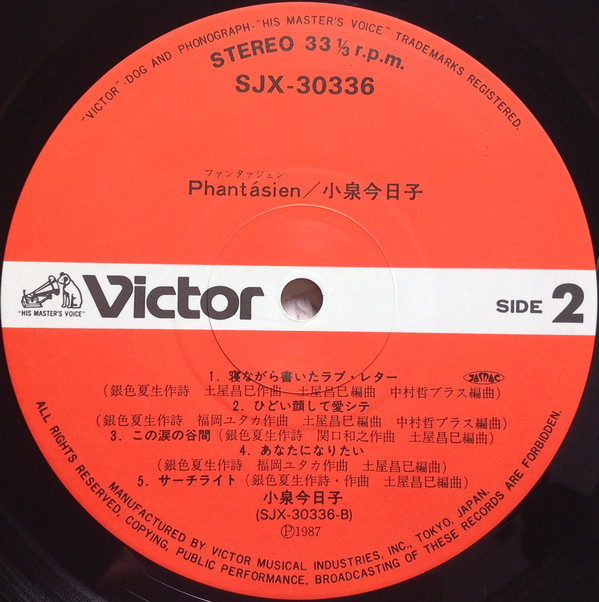 "VICTOR"-DOG AND PHONOGRAPH-"HIS MASTER'S VOICE" TRADEMARKS REGISTERED.
STEREO 33 1/3 r.p.m.
SJX-30336
ファンタァジェン
Phantásien／小泉今日子
"HIS MASTER'S VOICE"
Victor
SIDE 2
1. 寝ながら書いたラブ・レター
(銀色夏生作詩 土屋昌巳作曲 土屋昌巳編曲 中村哲ブラス編曲)
2. ひどい顔して愛シテ
(銀色夏生作詩 福岡ユタカ作曲 土屋昌巳編曲 中村哲ブラス編曲)
3. この涙の谷間 (銀色夏生作詩 関口和之作曲 土屋昌巳編曲)
4. あなたになりたい
(銀色夏生作詩 福岡ユタカ作曲 土屋昌巳編曲)
5. サーチライト (銀色夏生作詩・作曲 土屋昌巳編曲)
小泉今日子
(SJX-30336-B)
Ⓟ1987
JASRAC
ALL RIGHTS RESERVED, COPYING, PUBLIC PERFORMANCE, BROADCASTING OF THESE RECORDS ARE FORBIDDEN.
MANUFACTURED BY VICTOR MUSICAL INDUSTRIES, INC., TOKYO, JAPAN.